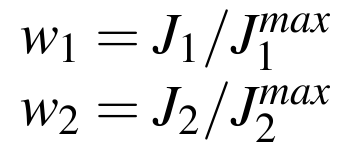 w₁ = J₁/J₁ᵐᵃˣ
w₂ = J₂/J₂ᵐᵃˣ